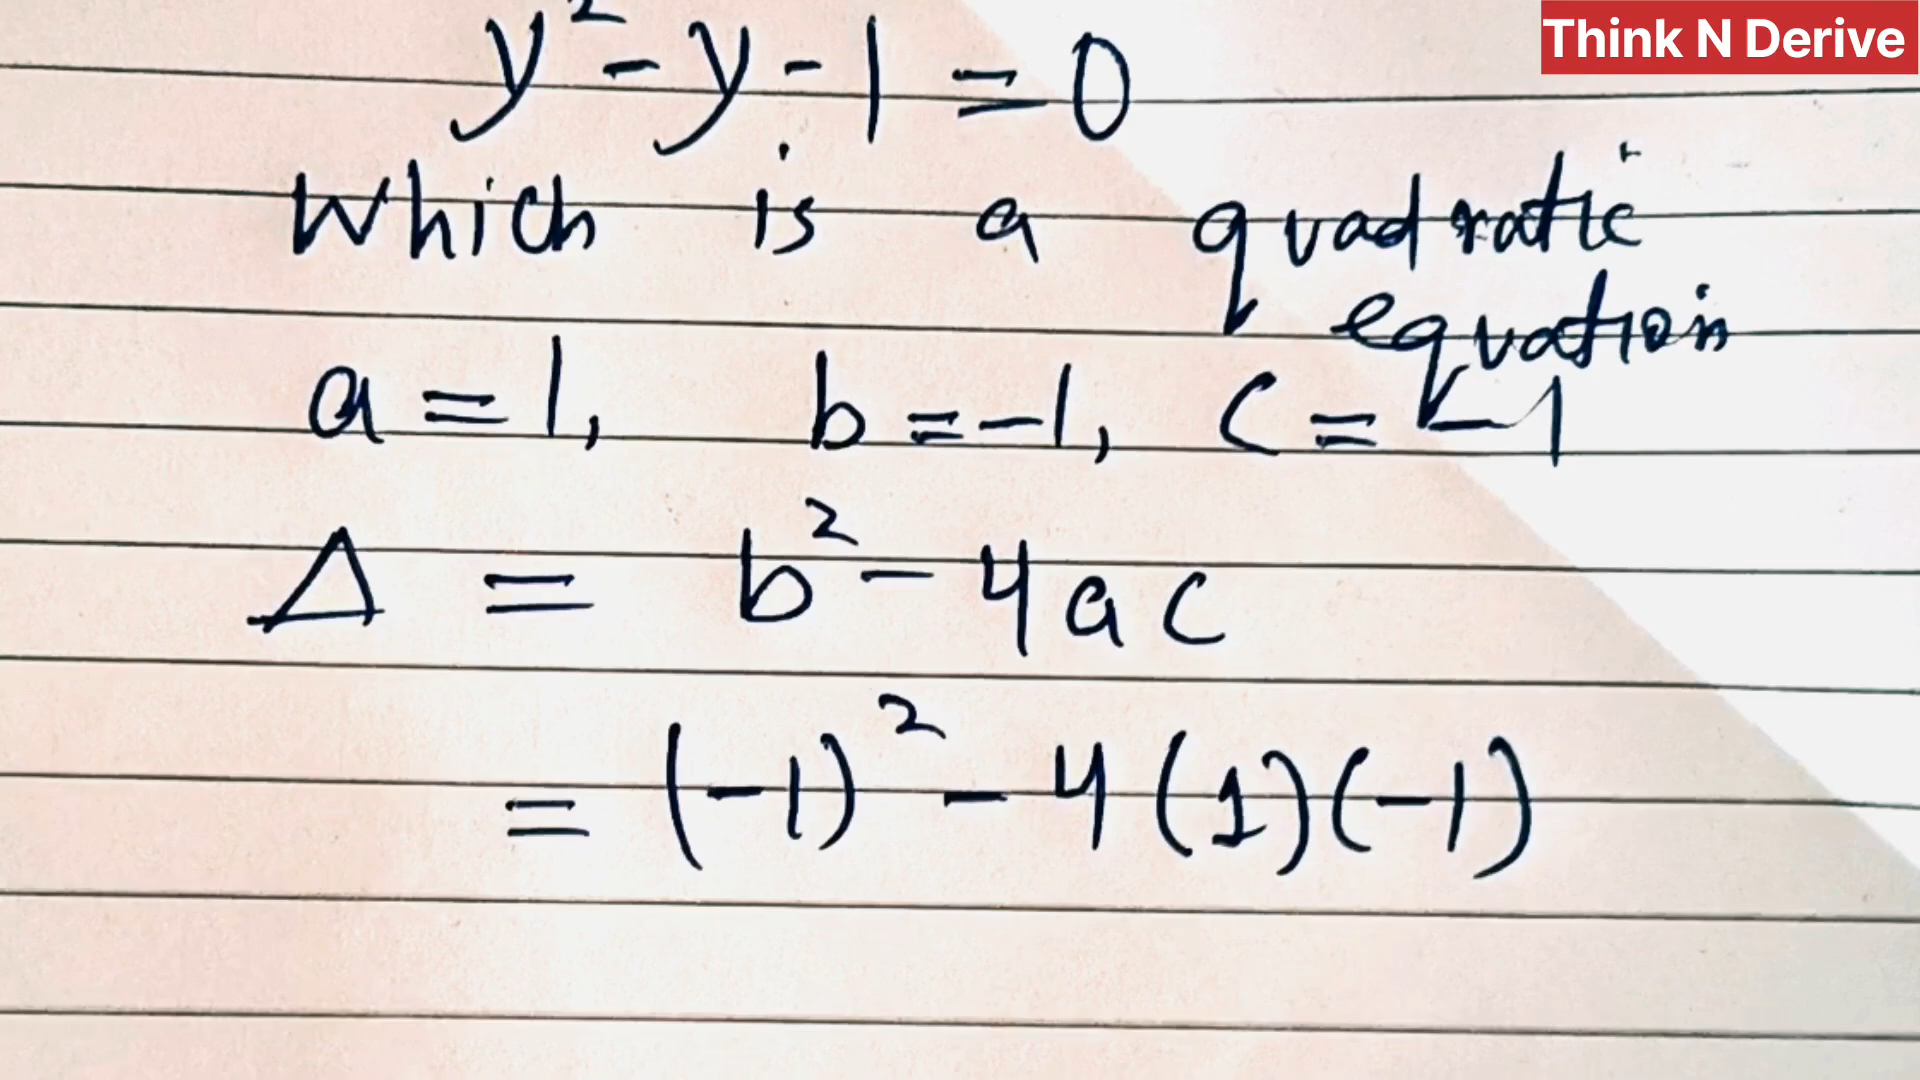 Think N Derive
y² - y - 1 = 0
Which is a quadratic
equation
a = 1, b = -1, c = -1
Δ = b² - 4ac
= (-1)² - 4(1)(-1)